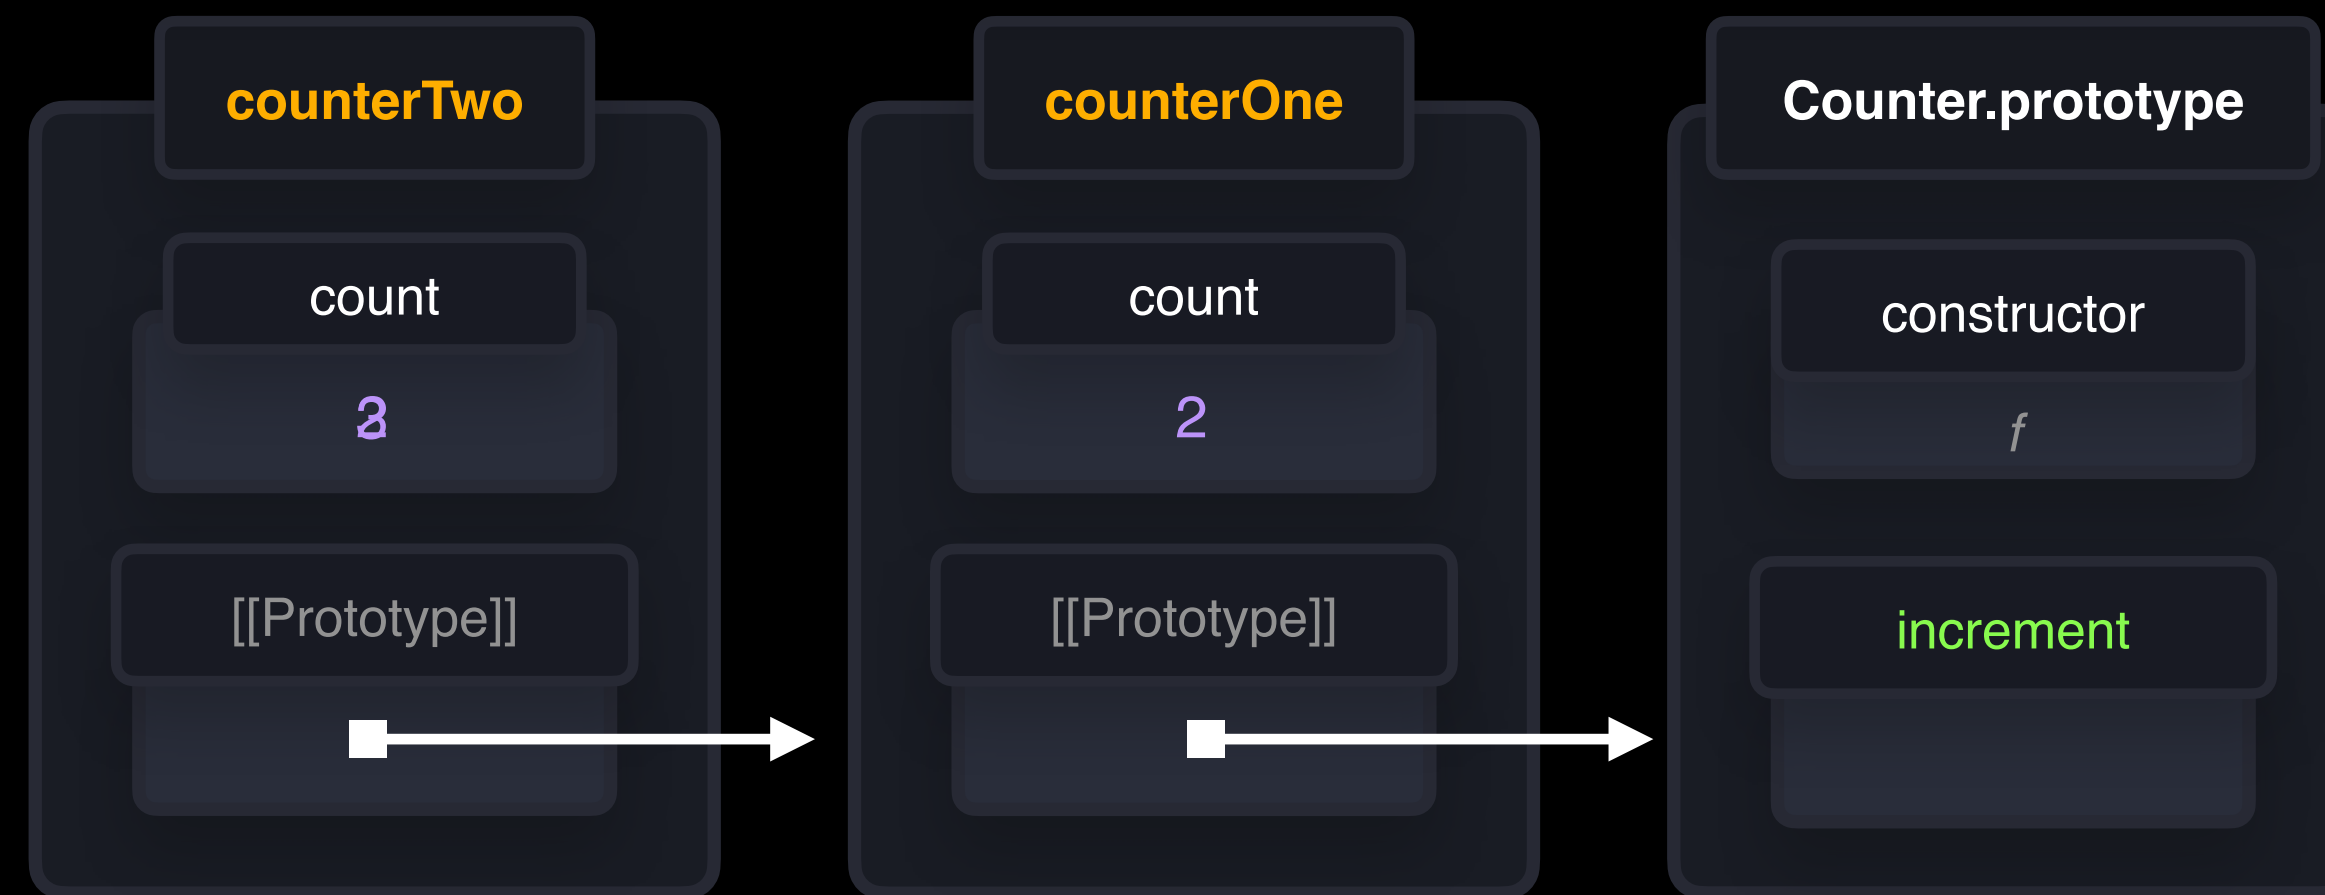 counterTwo
count
[[Prototype]]
counterOne
count
2
[[Prototype]]
Counter.prototype
constructor
f
increment